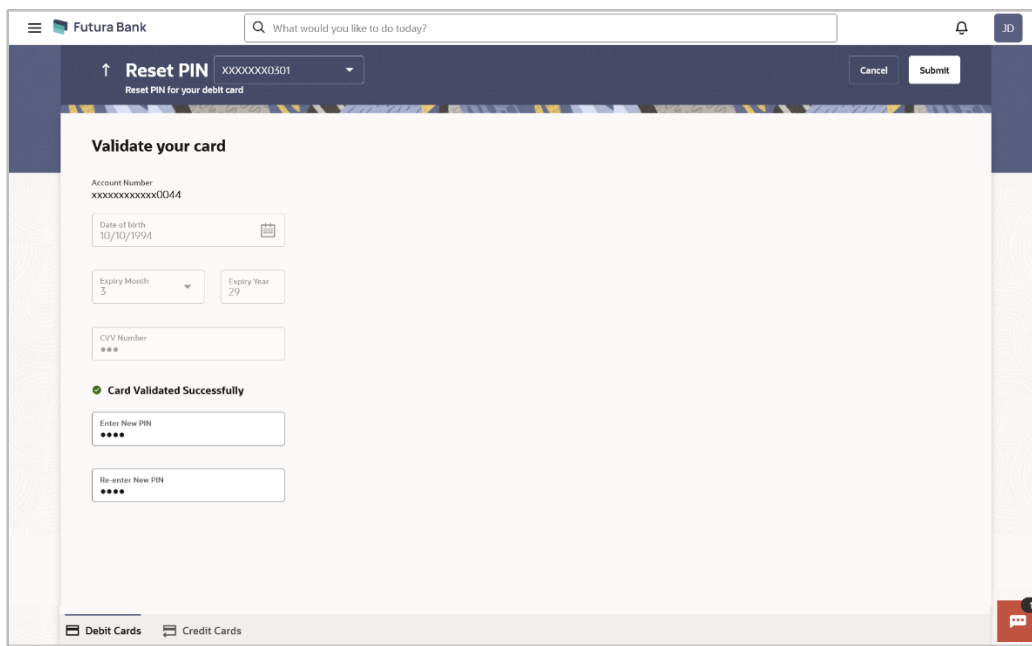 Futura Bank
What would you like to do today?
JD
Reset PIN XXXXXXX0301
Cancel Submit
Reset PIN for your debit card
Validate your card
Account Number
xxxxxxxxxxxx0044
Date of birth
10/10/1994
Expiry Month Expiry Year
3 29
CVV Number
•••
Card Validated Successfully
Enter New PIN
••••
Re-enter New PIN
••••
Debit Cards Credit Cards